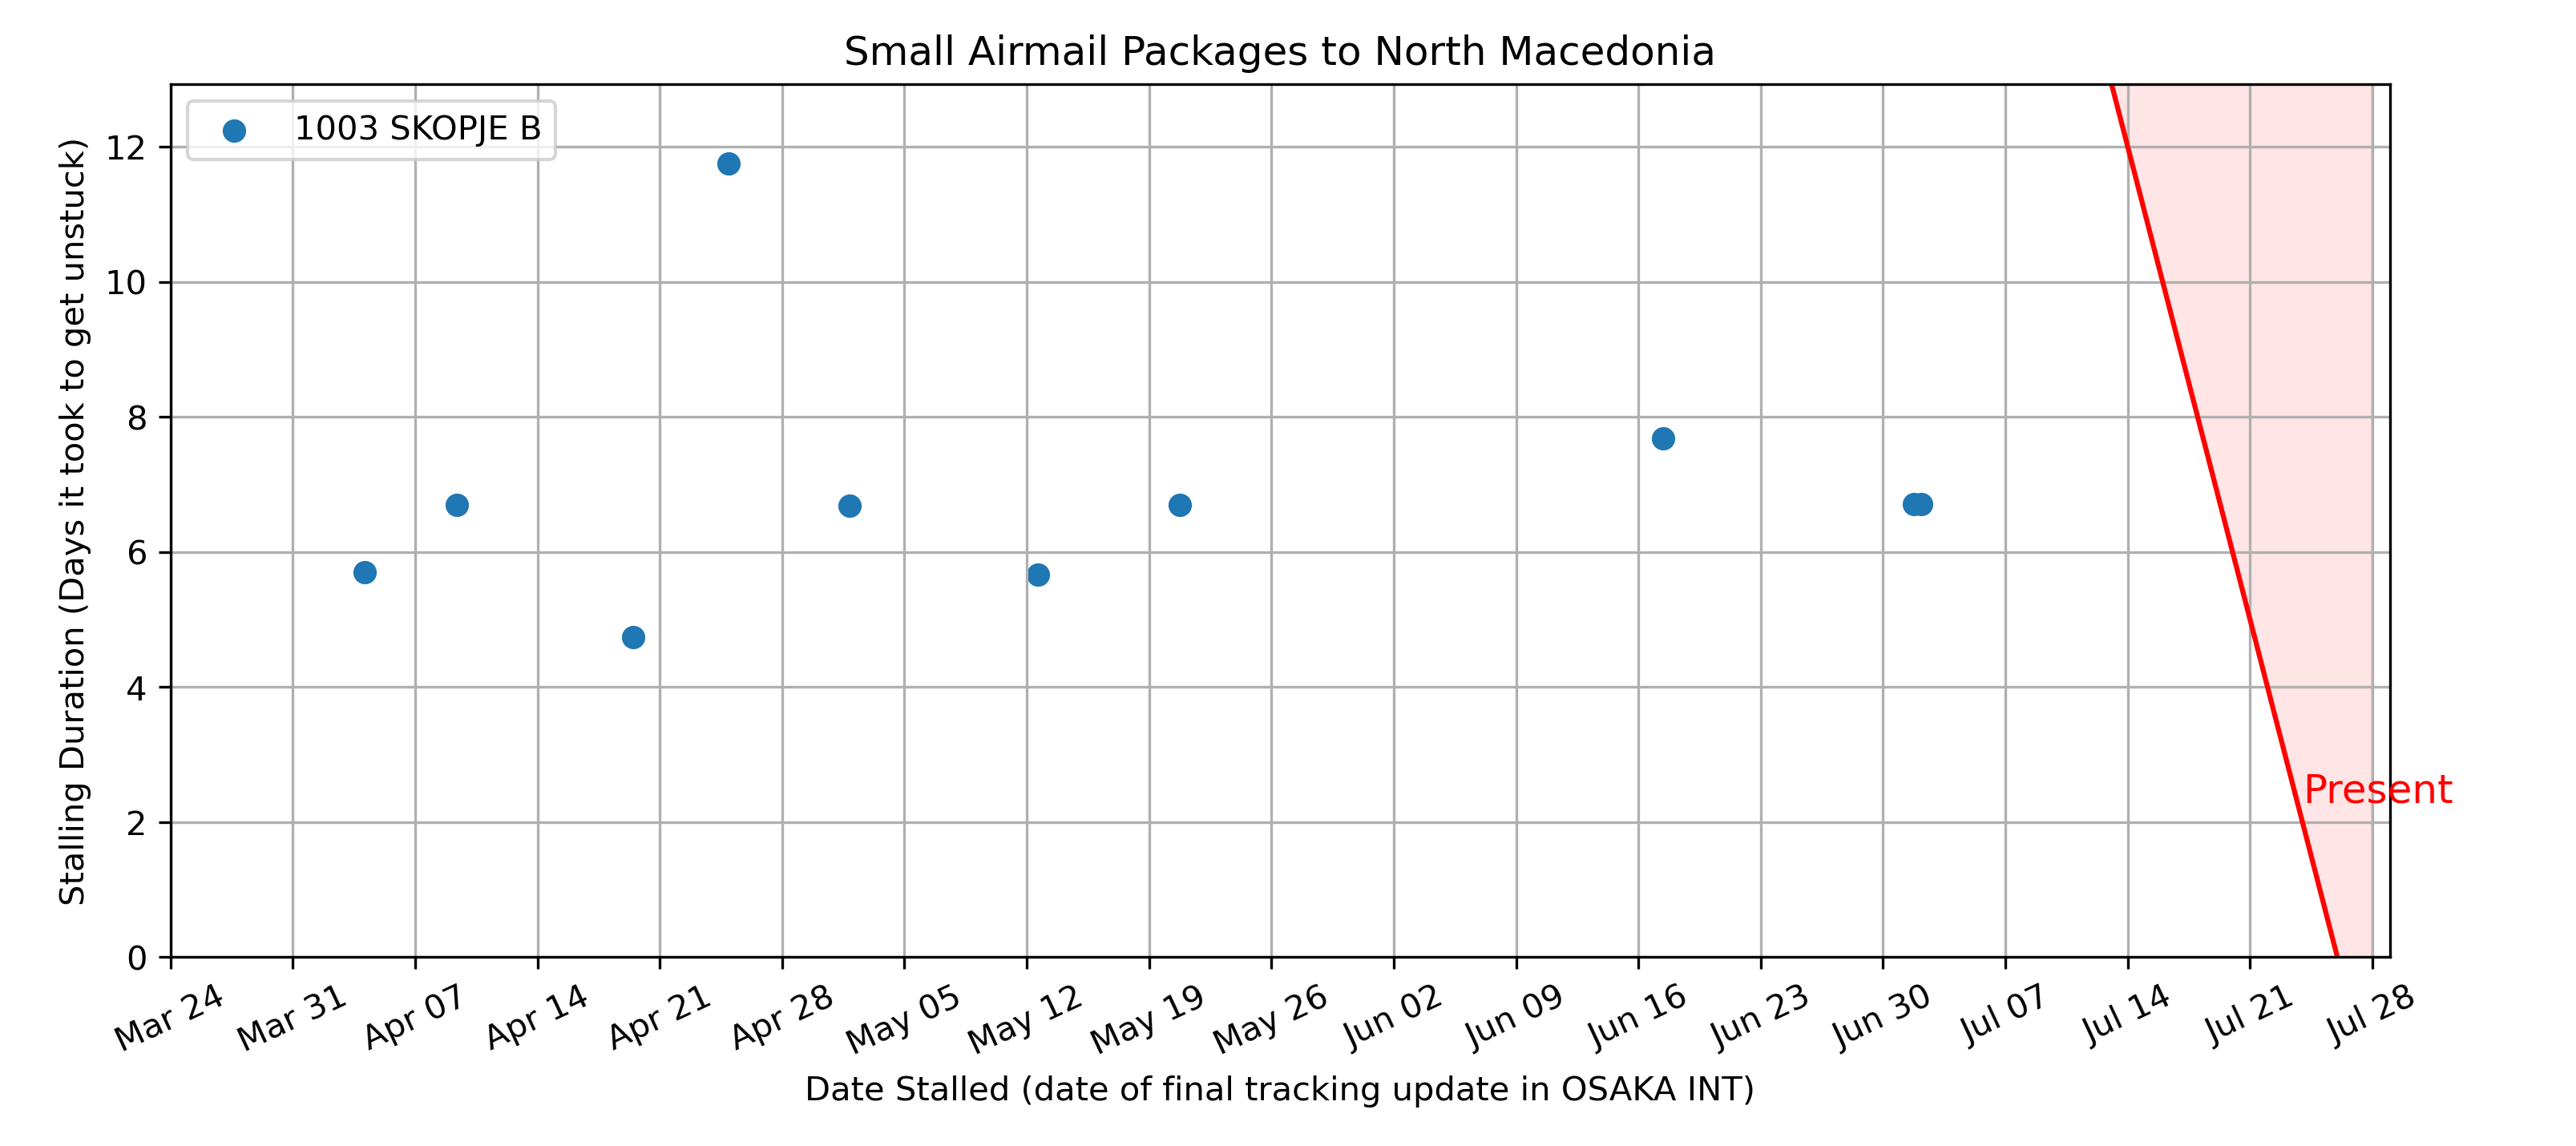 Small Airmail Packages to North Macedonia
1003 SKOPJE B
Stalling Duration (Days it took to get unstuck)
12
10
8
6
4
2
0
Present
Mar 24
Mar 31
Apr 07
Apr 14
Apr 21
Apr 28
May 05
May 12
May 19
May 26
Jun 02
Jun 09
Jun 16
Jun 23
Jun 30
Jul 07
Jul 14
Jul 21
Jul 28
Date Stalled (date of final tracking update in OSAKA INT)